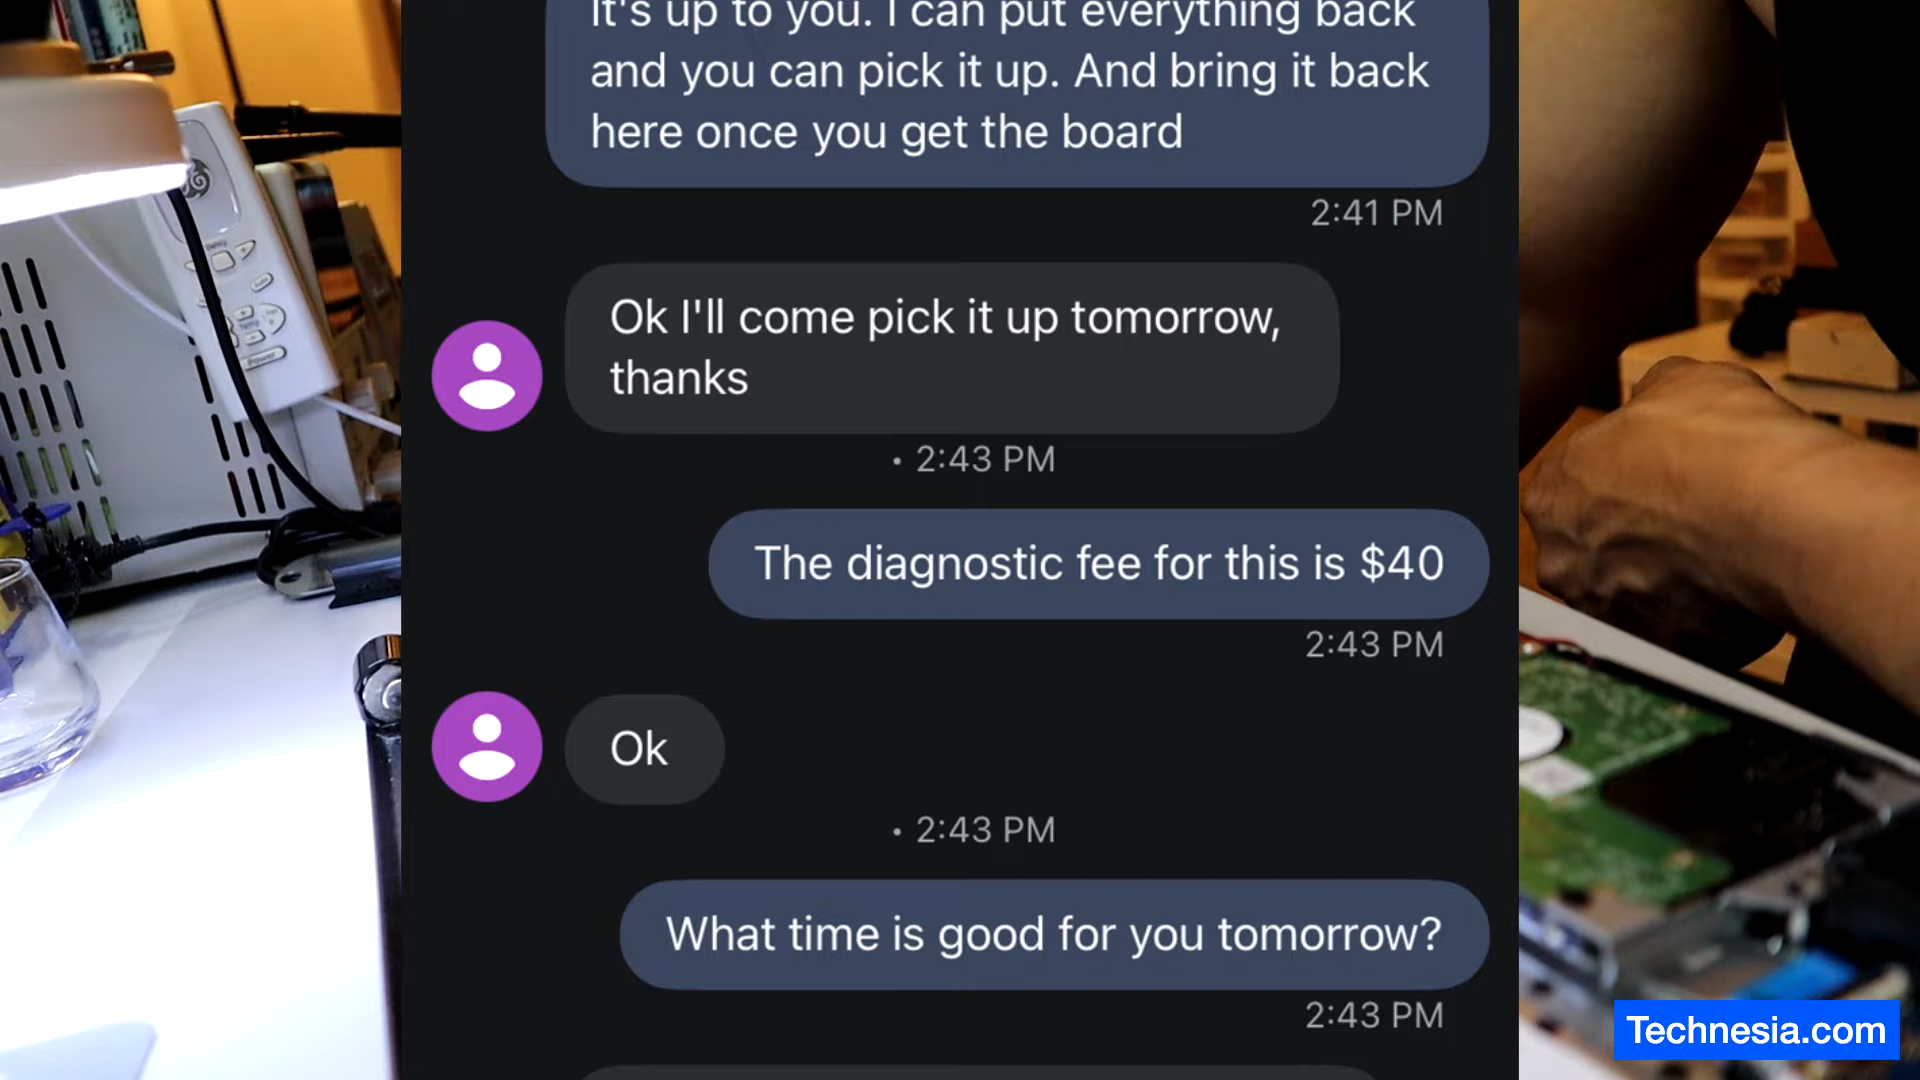 It's up to you. I can put everything back
and you can pick it up. And bring it back
here once you get the board
2:41 PM
Ok I'll come pick it up tomorrow,
thanks
• 2:43 PM
The diagnostic fee for this is $40
2:43 PM
Ok
• 2:43 PM
What time is good for you tomorrow?
2:43 PM
Power
Technesia.com